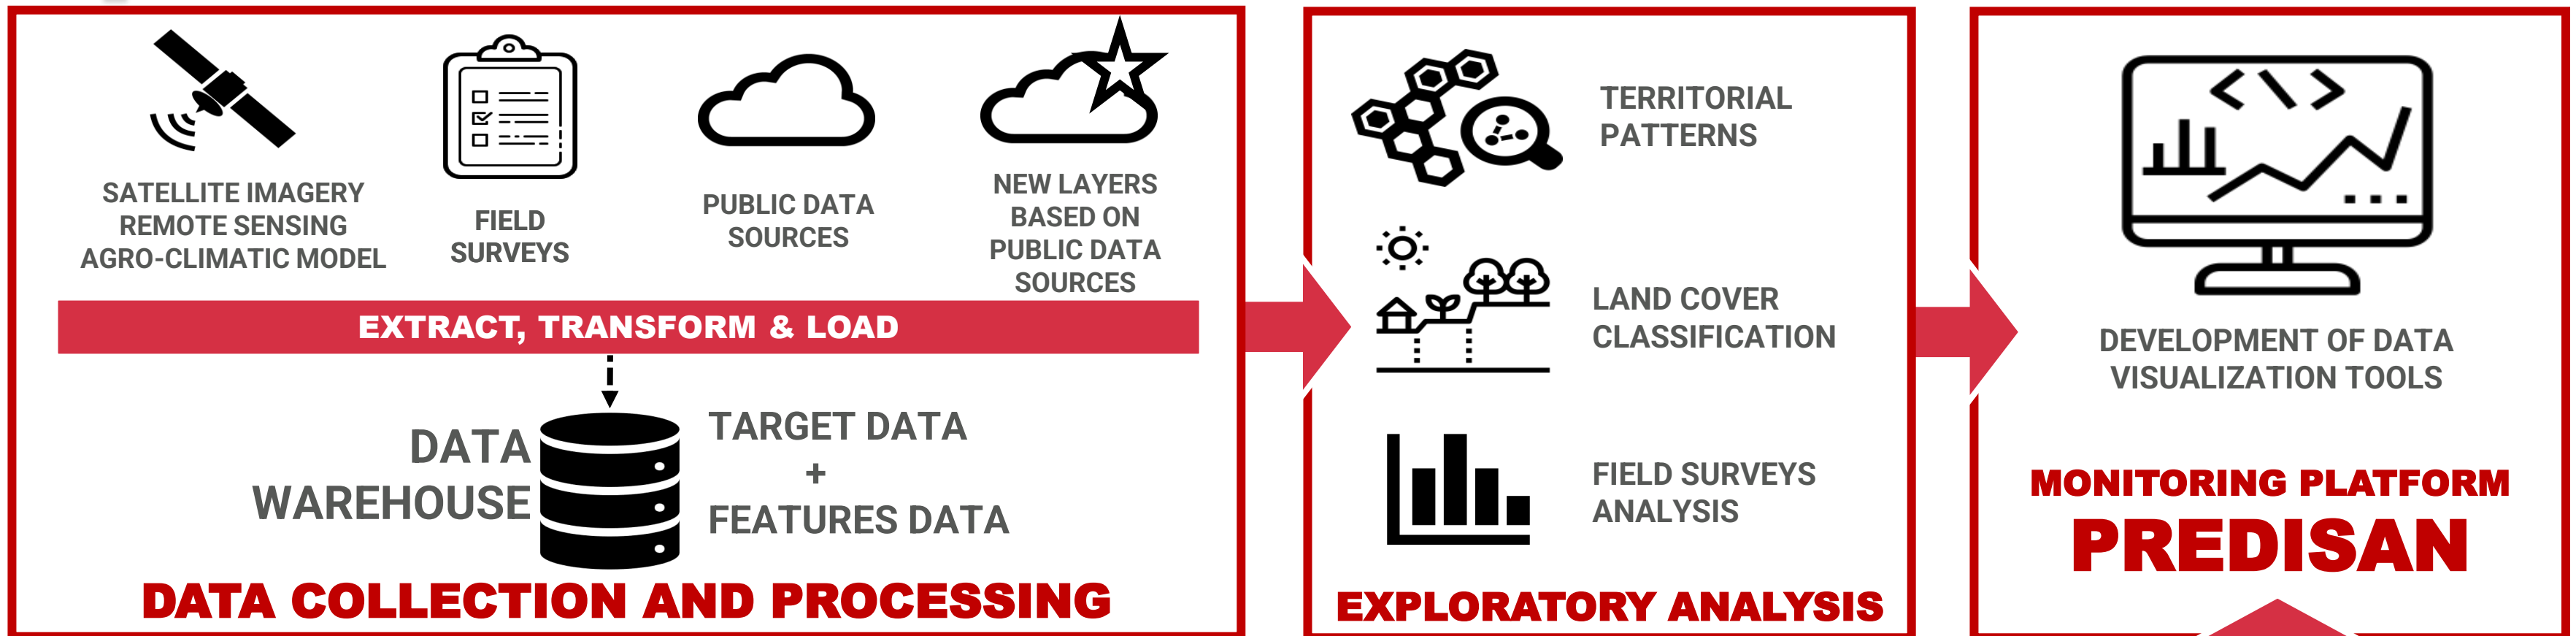 SATELLITE IMAGERY
REMOTE SENSING
AGRO-CLIMATIC MODEL
FIELD
SURVEYS
PUBLIC DATA
SOURCES
NEW LAYERS
BASED ON
PUBLIC DATA
SOURCES
EXTRACT, TRANSFORM & LOAD
DATA
WAREHOUSE
TARGET DATA
+
FEATURES DATA
DATA COLLECTION AND PROCESSING
TERRITORIAL
PATTERNS
LAND COVER
CLASSIFICATION
FIELD SURVEYS
ANALYSIS
EXPLORATORY ANALYSIS
DEVELOPMENT OF DATA
VISUALIZATION TOOLS
MONITORING PLATFORM
PREDISAN